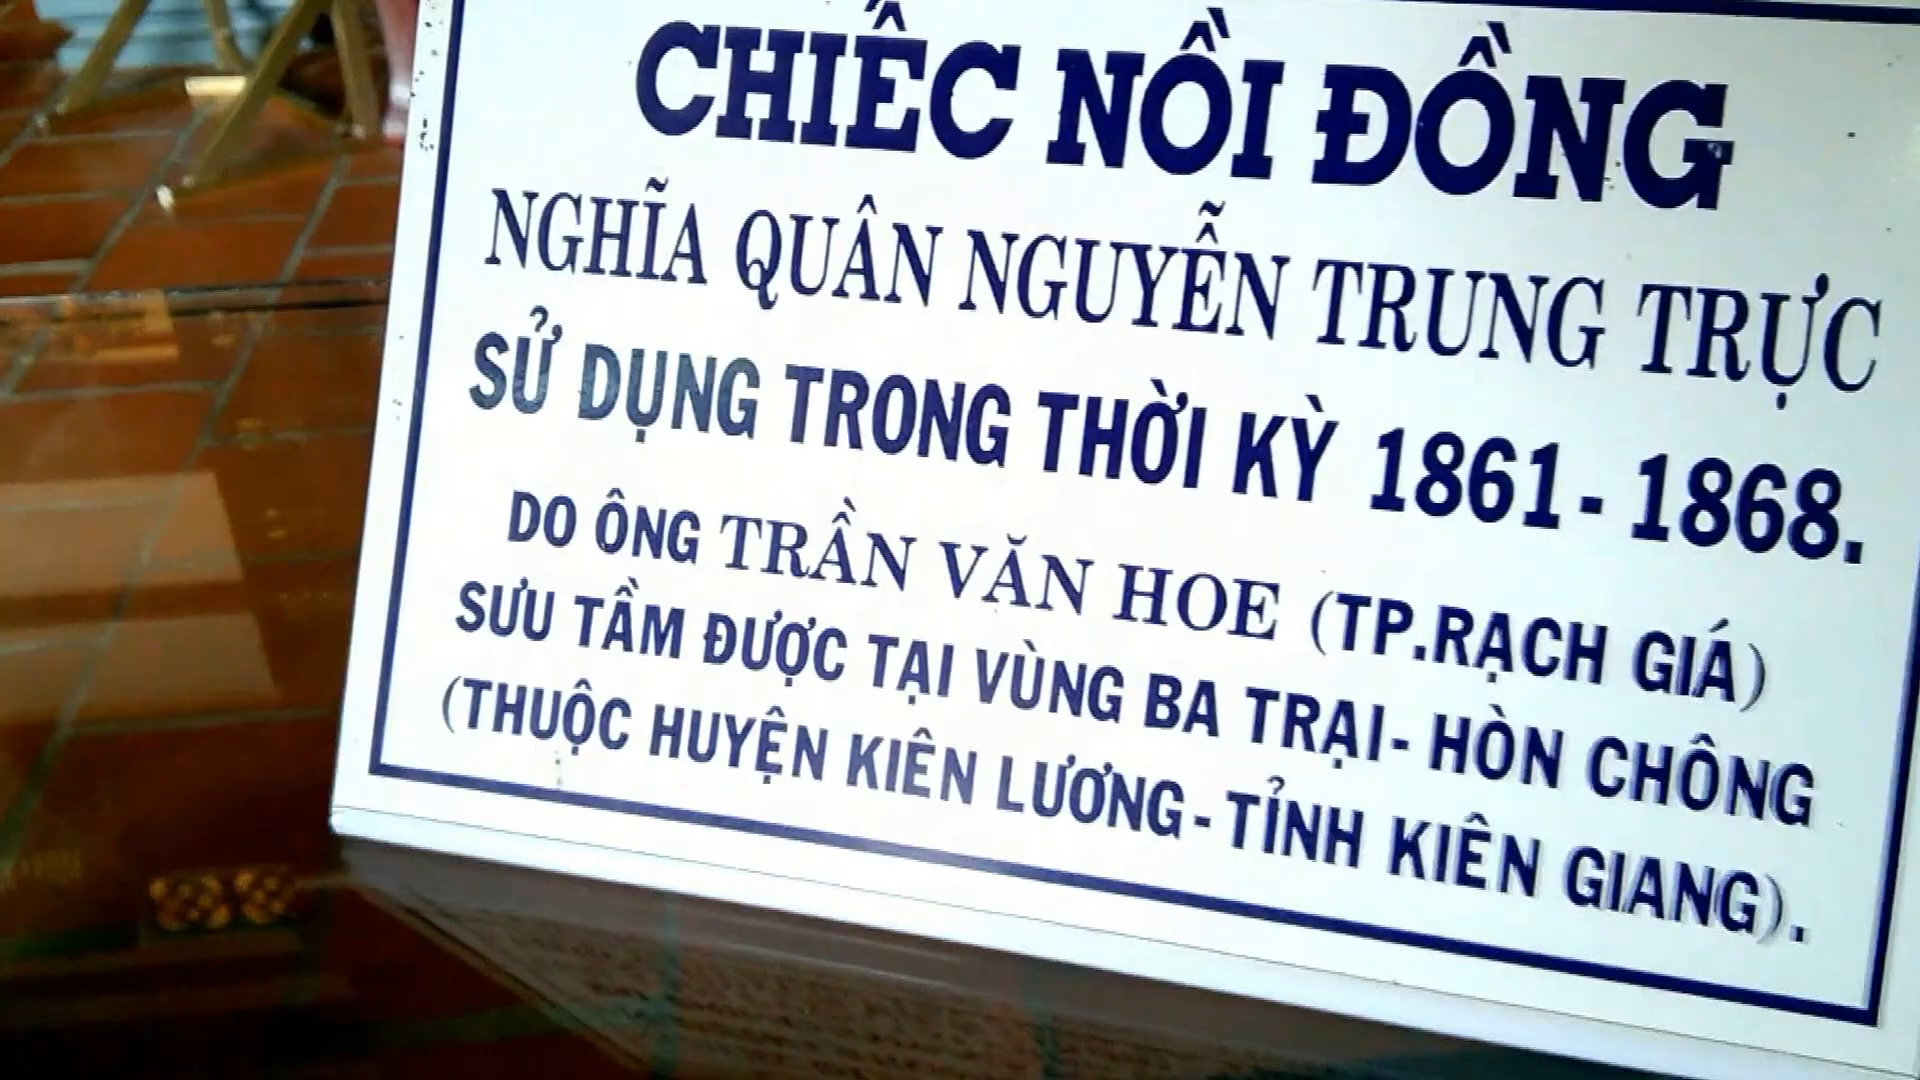 CHIẾC NỒI ĐỒNG
NGHĨA QUÂN NGUYỄN TRUNG TRỰC
SỬ DỤNG TRONG THỜI KỲ 1861-1868.
DO ÔNG TRẦN VĂN HOE (TP.RẠCH GIÁ)
SƯU TẦM ĐƯỢC TẠI VÙNG BA TRẠI-HÒN CHÔNG
(THUỘC HUYỆN KIÊN LƯƠNG-TỈNH KIÊN GIANG).